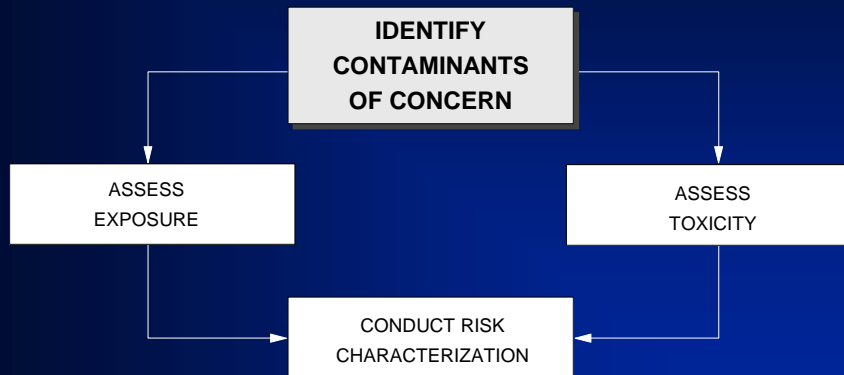 IDENTIFY
CONTAMINANTS
OF CONCERN
ASSESS
EXPOSURE
ASSESS
TOXICITY
CONDUCT RISK
CHARACTERIZATION